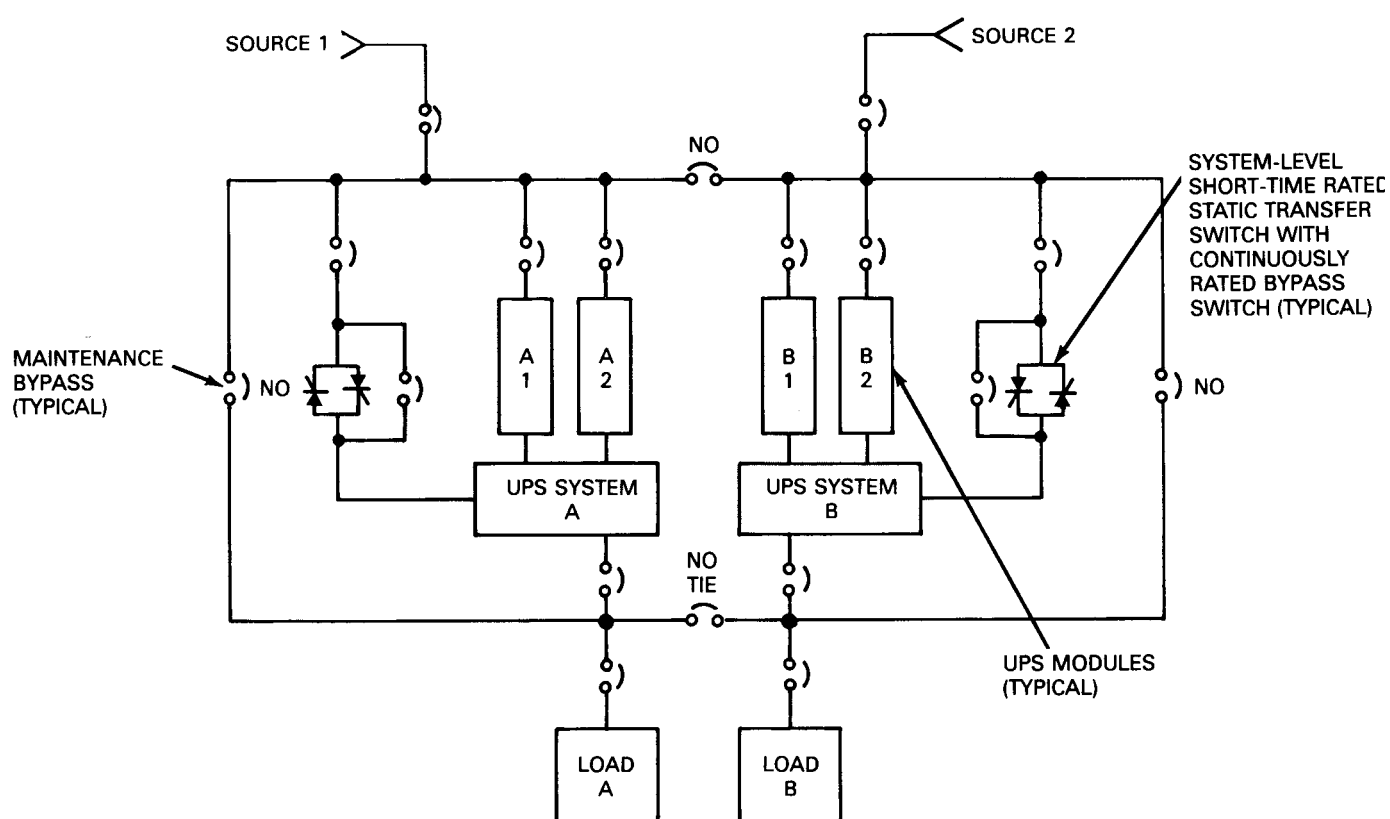 SOURCE 1
SOURCE 2
NO
SYSTEM-LEVEL
SHORT-TIME RATED
STATIC TRANSFER
SWITCH WITH
CONTINUOUSLY
RATED BYPASS
SWITCH (TYPICAL)
MAINTENANCE
BYPASS
(TYPICAL)
NO
A
1
A
2
B
1
B
2
NO
UPS SYSTEM
A
UPS SYSTEM
B
NO
TIE
UPS MODULES
(TYPICAL)
LOAD
A
LOAD
B